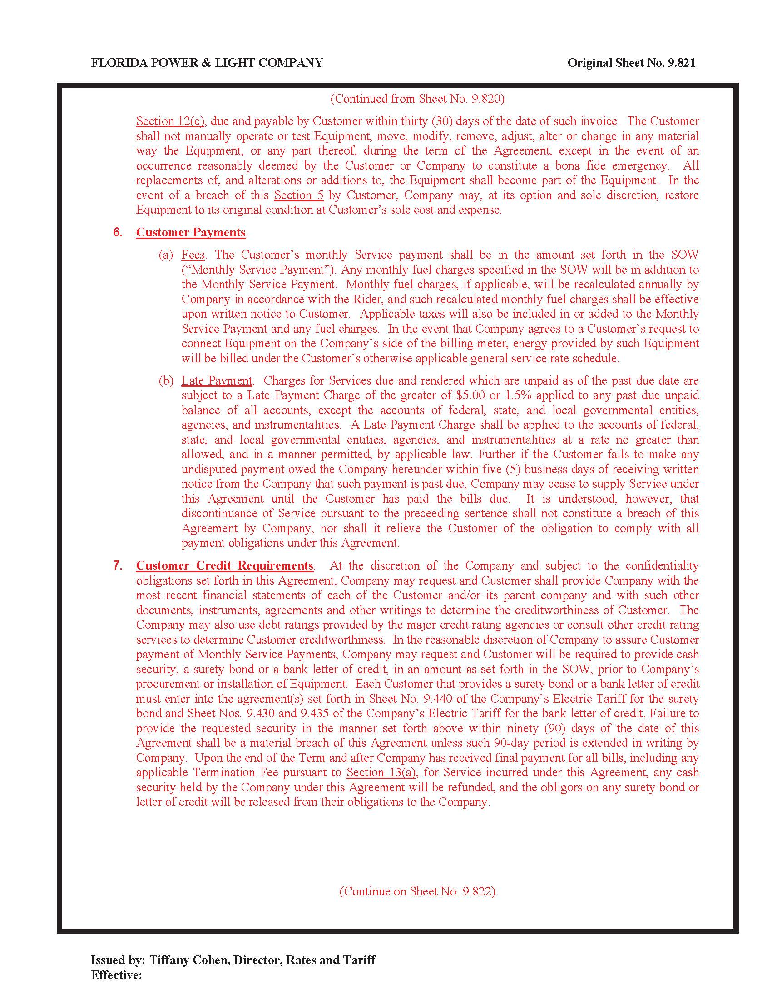 FLORIDA POWER & LIGHT COMPANY
Original Sheet No. 9.821
(Continued from Sheet No. 9.820)
Section 12(c), due and payable by Customer within thirty (30) days of the date of such invoice. The Customer
shall not manually operate or test Equipment, move, modify, remove, adjust, alter or change in any material
way the Equipment, or any part thereof, during the term of the Agreement, except in the event of an
occurrence reasonably deemed by the Customer or Company to constitute a bona fide emergency. All
replacements of, and alterations or additions to, the Equipment shall become part of the Equipment. In the
event of a breach of this Section 5 by Customer, Company may, at its option and sole discretion, restore
Equipment to its original condition at Customer’s sole cost and expense.
6. Customer Payments.
(a) Fees. The Customer’s monthly Service payment shall be in the amount set forth in the SOW
(“Monthly Service Payment”). Any monthly fuel charges specified in the SOW will be in addition to
the Monthly Service Payment. Monthly fuel charges, if applicable, will be recalculated annually by
Company in accordance with the Rider, and such recalculated monthly fuel charges shall be effective
upon written notice to Customer. Applicable taxes will also be included in or added to the Monthly
Service Payment and any fuel charges. In the event that Company agrees to a Customer’s request to
connect Equipment on the Company’s side of the billing meter, energy provided by such Equipment
will be billed under the Customer’s otherwise applicable general service rate schedule.
(b) Late Payment. Charges for Services due and rendered which are unpaid as of the past due date are
subject to a Late Payment Charge of the greater of $5.00 or 1.5% applied to any past due unpaid
balance of all accounts, except the accounts of federal, state, and local governmental entities,
agencies, and instrumentalities. A Late Payment Charge shall be applied to the accounts of federal,
state, and local governmental entities, agencies, and instrumentalities at a rate no greater than
allowed, and in a manner permitted, by applicable law. Further if the Customer fails to make any
undisputed payment owed the Company hereunder within five (5) business days of receiving written
notice from the Company that such payment is past due, Company may cease to supply Service under
this Agreement until the Customer has paid the bills due. It is understood, however, that
discontinuance of Service pursuant to the preceeding sentence shall not constitute a breach of this
Agreement by Company, nor shall it relieve the Customer of the obligation to comply with all
payment obligations under this Agreement.
7. Customer Credit Requirements. At the discretion of the Company and subject to the confidentiality
obligations set forth in this Agreement, Company may request and Customer shall provide Company with the
most recent financial statements of each of the Customer and/or its parent company and with such other
documents, instruments, agreements and other writings to determine the creditworthiness of Customer. The
Company may also use debt ratings provided by the major credit rating agencies or consult other credit rating
services to determine Customer creditworthiness. In the reasonable discretion of Company to assure Customer
payment of Monthly Service Payments, Company may request and Customer will be required to provide cash
security, a surety bond or a bank letter of credit, in an amount as set forth in the SOW, prior to Company’s
procurement or installation of Equipment. Each Customer that provides a surety bond or a bank letter of credit
must enter into the agreement(s) set forth in Sheet No. 9.440 of the Company’s Electric Tariff for the surety
bond and Sheet Nos. 9.430 and 9.435 of the Company’s Electric Tariff for the bank letter of credit. Failure to
provide the requested security in the manner set forth above within ninety (90) days of the date of this
Agreement shall be a material breach of this Agreement unless such 90-day period is extended in writing by
Company. Upon the end of the Term and after Company has received final payment for all bills, including any
applicable Termination Fee pursuant to Section 13(a), for Service incurred under this Agreement, any cash
security held by the Company under this Agreement will be refunded, and the obligors on any surety bond or
letter of credit will be released from their obligations to the Company.
(Continue on Sheet No. 9.822)
Issued by: Tiffany Cohen, Director, Rates and Tariff
Effective: